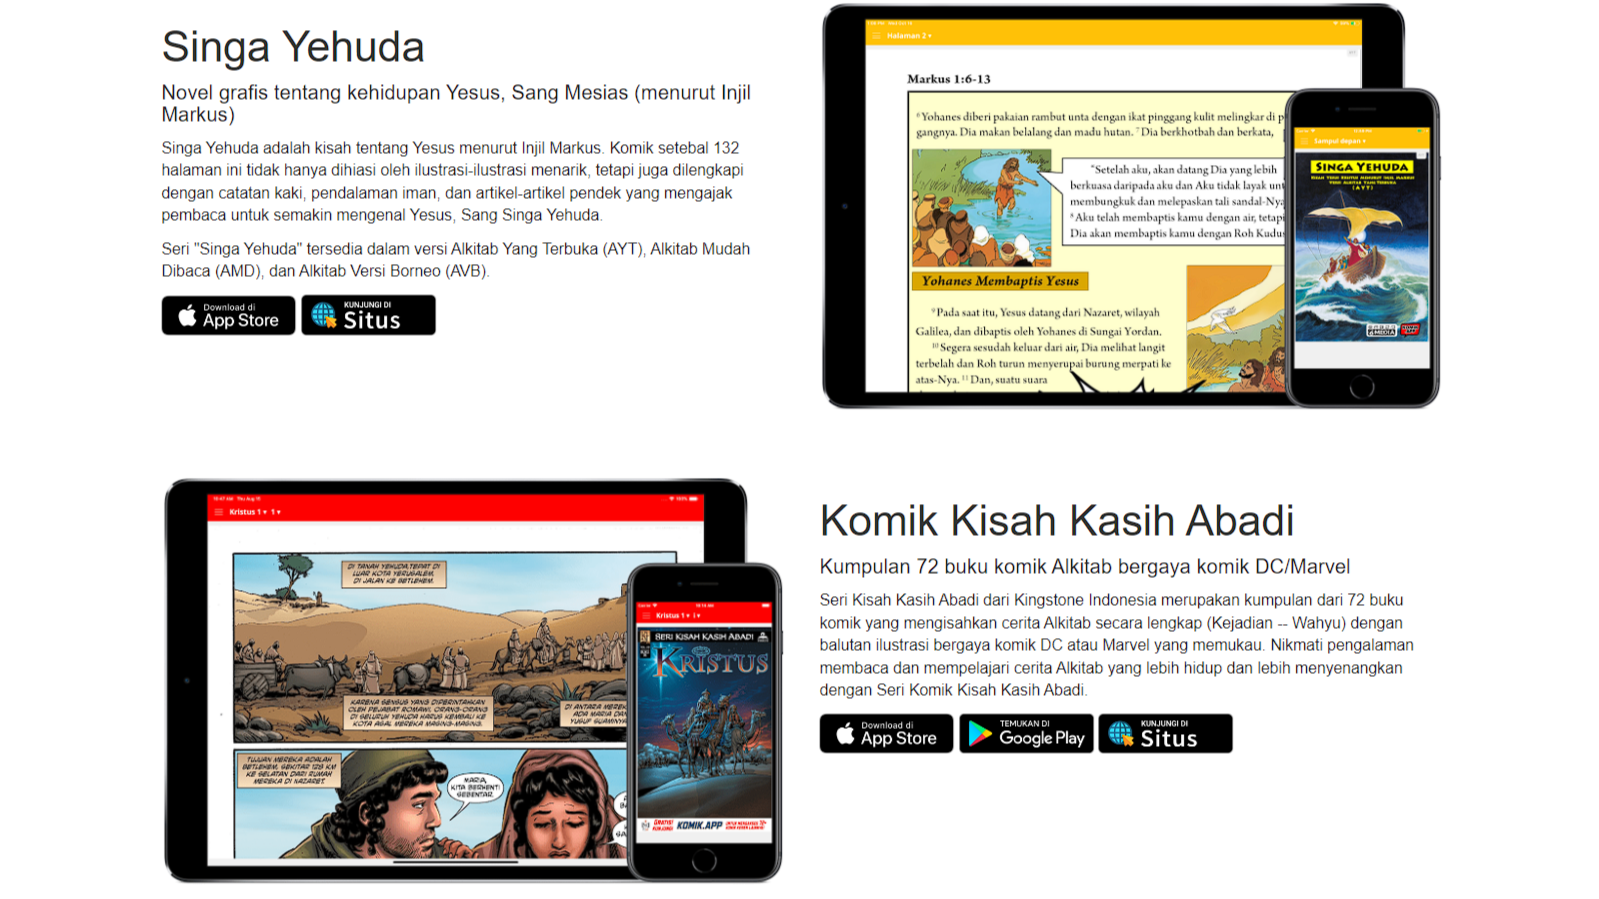 Singa Yehuda
Novel grafis tentang kehidupan Yesus, Sang Mesias (menurut Injil
Markus)
Singa Yehuda adalah kisah tentang Yesus menurut Injil Markus. Komik setebal 132
halaman ini tidak hanya dihiasi oleh ilustrasi-ilustrasi menarik, tetapi juga dilengkapi
dengan catatan kaki, pendalaman iman, dan artikel-artikel pendek yang mengajak
pembaca untuk semakin mengenal Yesus, Sang Singa Yehuda.
Seri "Singa Yehuda" tersedia dalam versi Alkitab Yang Terbuka (AYT), Alkitab Mudah
Dibaca (AMD), dan Alkitab Versi Borneo (AVB).
Download di
App Store
KUNJUNGI DI
Situs
Halaman 2
Markus 1:6-13
6 Yohanes diberi pakaian rambut unta dengan ikat pinggang kulit melingkar di p
gangnya. Dia makan belalang dan madu hutan. 7 Dia berkhotbah dan berkata,
"Setelah aku, akan datang Dia yang lebih
berkuasa daripada aku dan Aku tidak layak unt
membungkuk dan melepaskan tali sandal-Nya
8 Aku telah membaptis kamu dengan air, tetapi
Dia akan membaptis kamu dengan Roh Kudus
Yohanes Membaptis Yesus
9 Pada saat itu, Yesus datang dari Nazaret, wilayah
Galilea, dan dibaptis oleh Yohanes di Sungai Yordan.
10 Segera sesudah keluar dari air, Dia melihat langit
terbelah dan Roh turun menyerupai burung merpati ke
atas-Nya. 11 Dan, suatu suara
Sampul depan
SINGA YEHUDA
(AYT)
10:47 AM Thu Aug 19
100%
Kristus 1 1
DI TANAH YEHUDA, TEPAT DI
LUAR KOTA YERUSALEM,
DI JALAN KE BETLEHEM.
KARENA SENSUS YANG DIPERINTAHKAN
OLEH PEJABAT ROMAWI, ORANG-ORANG
DI SELURUH YEHUDA HARUS KEMBALI KE
KOTA ASAL MEREKA MASING-MASING.
DI ANTARA MEREK
ADA MARIA DAN
YUSUF SUAMINYA
TUJUAN MEREKA ADALAH
BETLEHEM, SEKITAR 125 KM
KE SELATAN DARI RUMAH
MEREKA DI NAZARET.
MARIA,
KITA BERHENTI
SEBENTAR.
Kristus 1 i
SERI KISAH KASIH ABADI
KRISTUS
GRATIS!
KOMIK.APP
Komik Kisah Kasih Abadi
Kumpulan 72 buku komik Alkitab bergaya komik DC/Marvel
Seri Kisah Kasih Abadi dari Kingstone Indonesia merupakan kumpulan dari 72 buku
komik yang mengisahkan cerita Alkitab secara lengkap (Kejadian -- Wahyu) dengan
balutan ilustrasi bergaya komik DC atau Marvel yang memukau. Nikmati pengalaman
membaca dan mempelajari cerita Alkitab yang lebih hidup dan lebih menyenangkan
dengan Seri Komik Kisah Kasih Abadi.
Download di
App Store
TEMUKAN DI
Google Play
KUNJUNGI DI
Situs